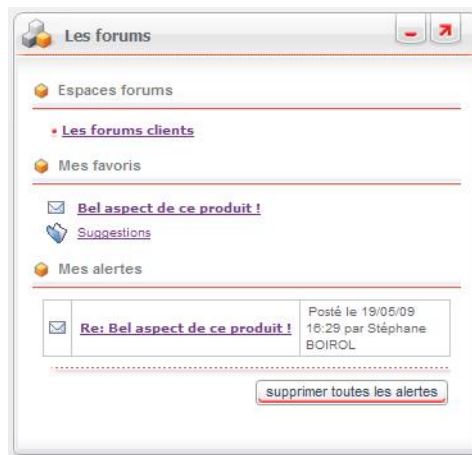 Les forums
Espaces forums
Les forums clients
Mes favoris
Bel aspect de ce produit !
Suggestions
Mes alertes
Re: Bel aspect de ce produit !
Posté le 19/05/09
16:29 par Stéphane
BOIROL
supprimer toutes les alertes